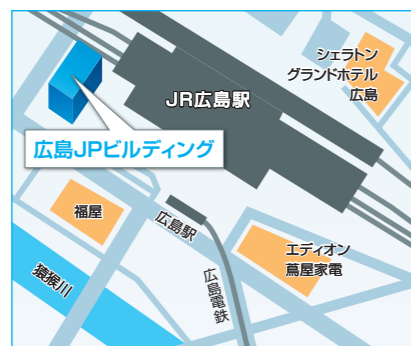 シェラトン
グランドホテル
広島
JR広島駅
広島JPビルディング
福屋
広島駅
エディオン
蔦屋家電
広島電鉄
猿猴川